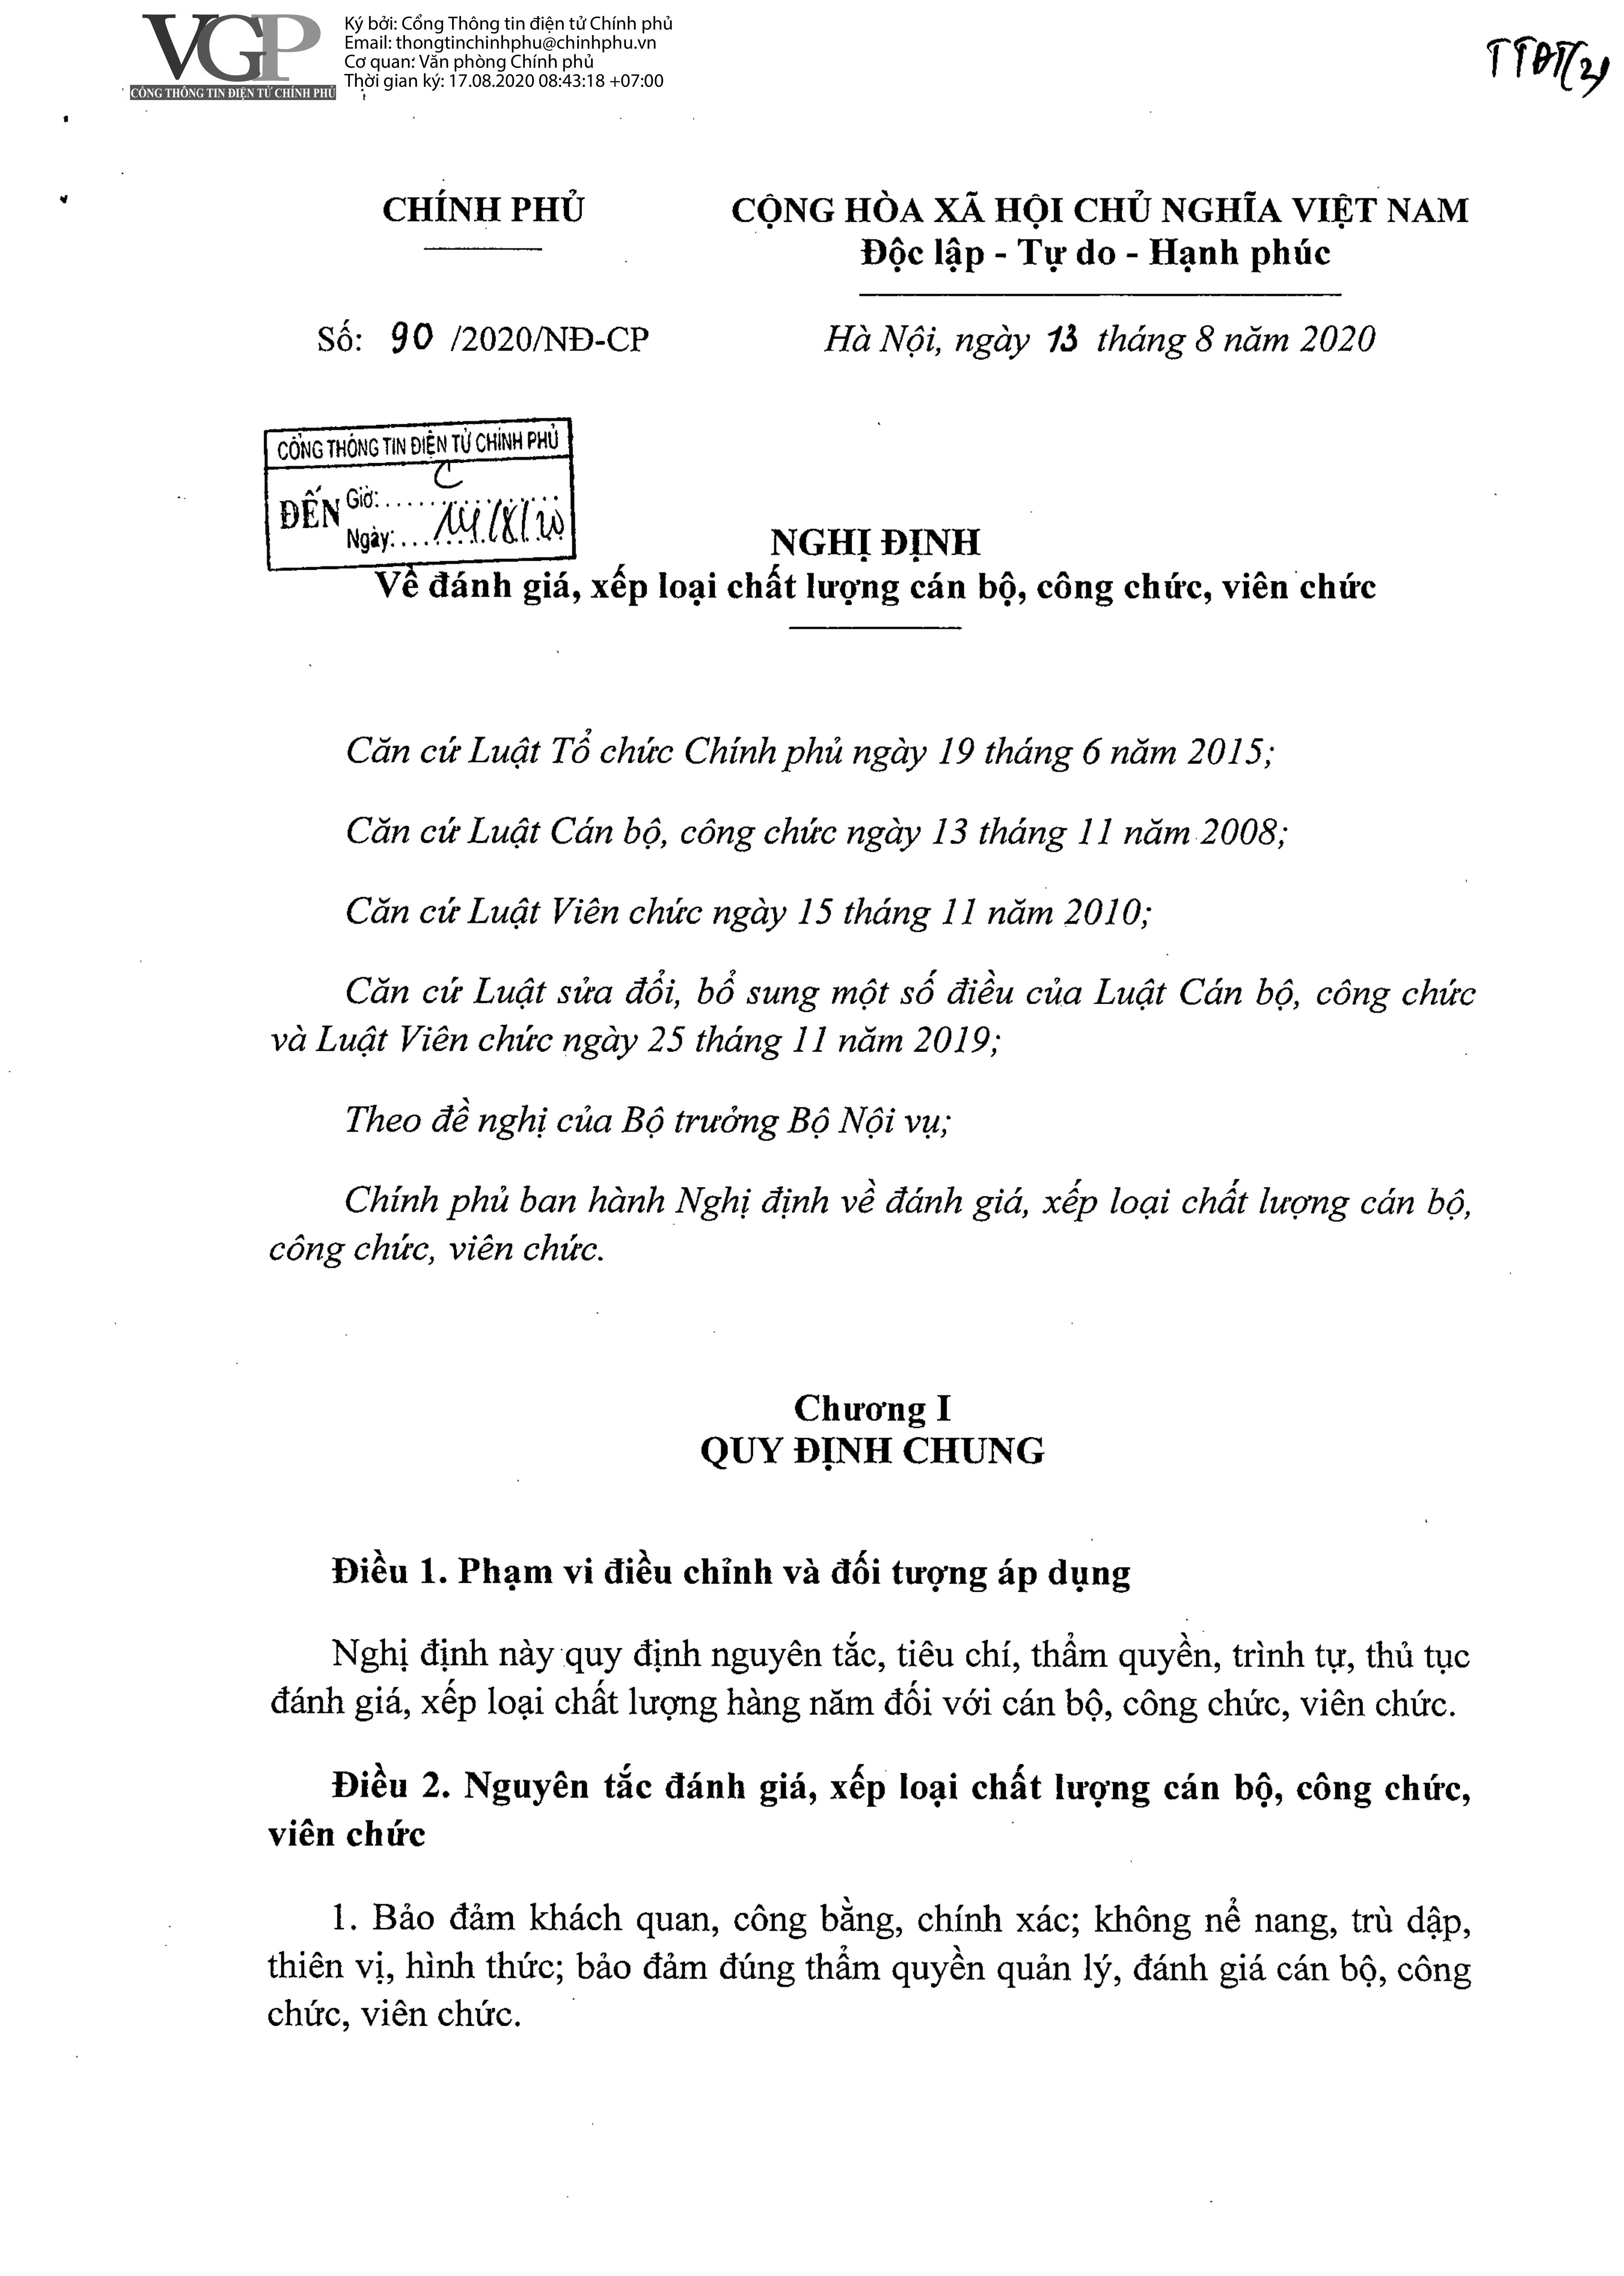 VGP
CỔNG THÔNG TIN ĐIỆN TỬ CHÍNH PHỦ
Ký bởi: Cổng Thông tin điện tử Chính phủ
Email: thongtinchinhphu@chinhphu.vn
Cơ quan: Văn phòng Chính phủ
Thời gian ký: 17.08.2020 08:43:18 +07:00
TTĐT(2)
CHÍNH PHỦ
CỘNG HÒA XÃ HỘI CHỦ NGHĨA VIỆT NAM
Độc lập - Tự do - Hạnh phúc
Số: 90 /2020/NĐ-CP
Hà Nội, ngày 13 tháng 8 năm 2020
CỔNG THÔNG TIN ĐIỆN TỬ CHÍNH PHỦ
ĐẾN Giờ: C
Ngày: 14/8/20
NGHỊ ĐỊNH
Về đánh giá, xếp loại chất lượng cán bộ, công chức, viên chức
Căn cứ Luật Tổ chức Chính phủ ngày 19 tháng 6 năm 2015;
Căn cứ Luật Cán bộ, công chức ngày 13 tháng 11 năm 2008;
Căn cứ Luật Viên chức ngày 15 tháng 11 năm 2010;
Căn cứ Luật sửa đổi, bổ sung một số điều của Luật Cán bộ, công chức
và Luật Viên chức ngày 25 tháng 11 năm 2019;
Theo đề nghị của Bộ trưởng Bộ Nội vụ;
Chính phủ ban hành Nghị định về đánh giá, xếp loại chất lượng cán bộ,
công chức, viên chức.
Chương I
QUY ĐỊNH CHUNG
Điều 1. Phạm vi điều chỉnh và đối tượng áp dụng
Nghị định này quy định nguyên tắc, tiêu chí, thẩm quyền, trình tự, thủ tục
đánh giá, xếp loại chất lượng hàng năm đối với cán bộ, công chức, viên chức.
Điều 2. Nguyên tắc đánh giá, xếp loại chất lượng cán bộ, công chức,
viên chức
1. Bảo đảm khách quan, công bằng, chính xác; không nể nang, trù dập,
thiên vị, hình thức; bảo đảm đúng thẩm quyền quản lý, đánh giá cán bộ, công
chức, viên chức.